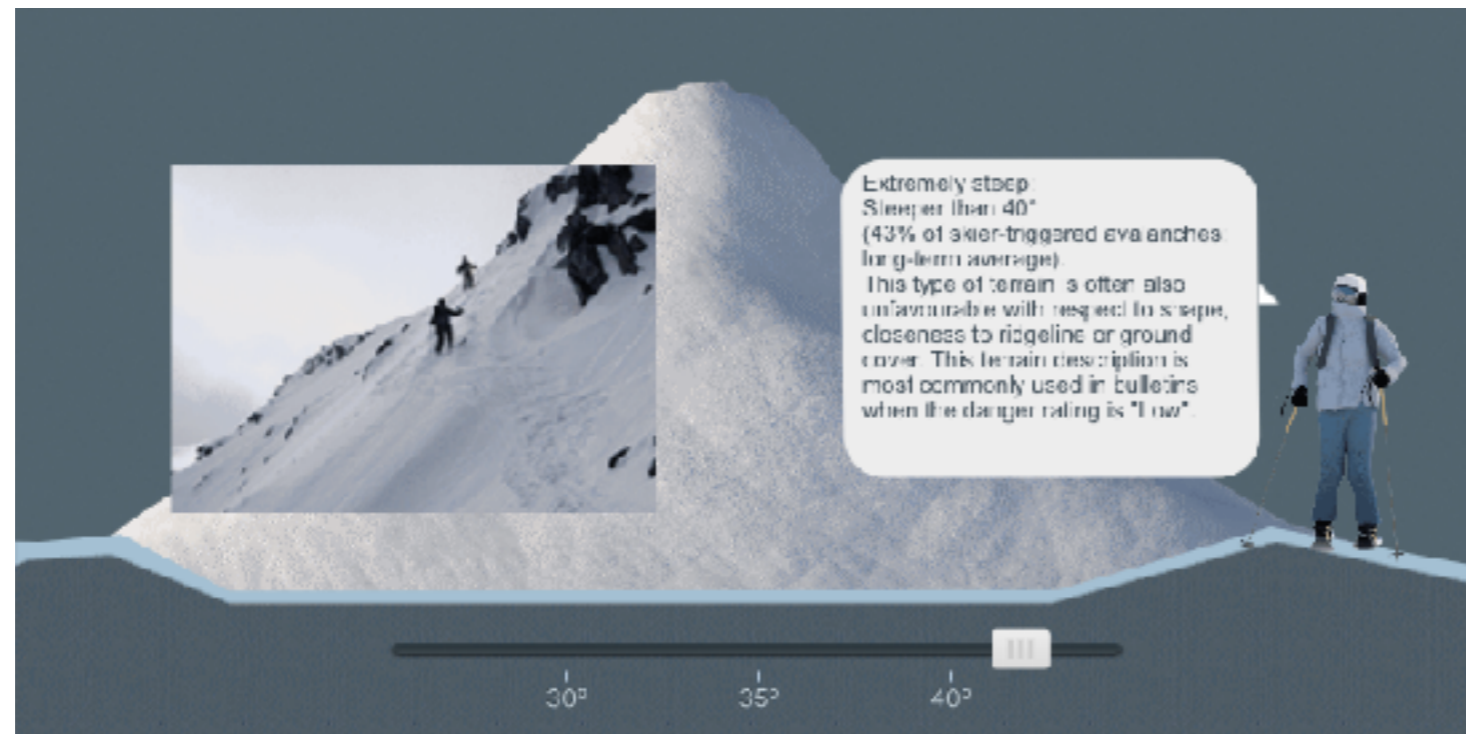 Extremely steep:
Steeper than 40°
(43% of skier-triggered avalanches:
long-term average).
This type of terrain is often also
unfavourable with respect to shape,
closeness to ridgeline or ground
cover. This terrain description is
most commonly used in bulletins
when the danger rating is "Low".
30° 35° 40°